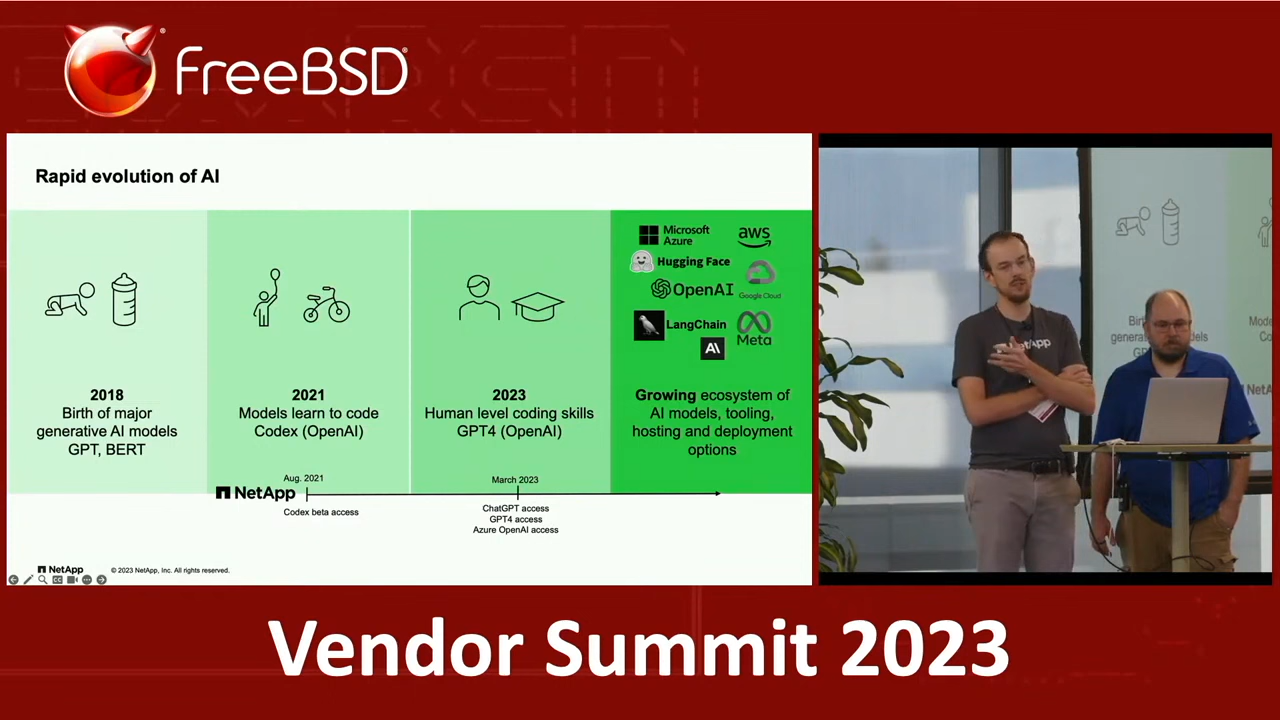 FreeBSD
Rapid evolution of AI
2018
Birth of major
generative AI models
GPT, BERT
2021
Models learn to code
Codex (OpenAI)
2023
Human level coding skills
GPT4 (OpenAI)
Microsoft
Azure
aws
Hugging Face
OpenAI
Google Cloud
LangChain
Meta
A\
Growing ecosystem of
AI models, tooling,
hosting and deployment
options
NetApp
Aug. 2021
Codex beta access
March 2023
ChatGPT access
GPT4 access
Azure OpenAI access
NetApp
© 2023 NetApp, Inc. All rights reserved.
NetApp
Vendor Summit 2023